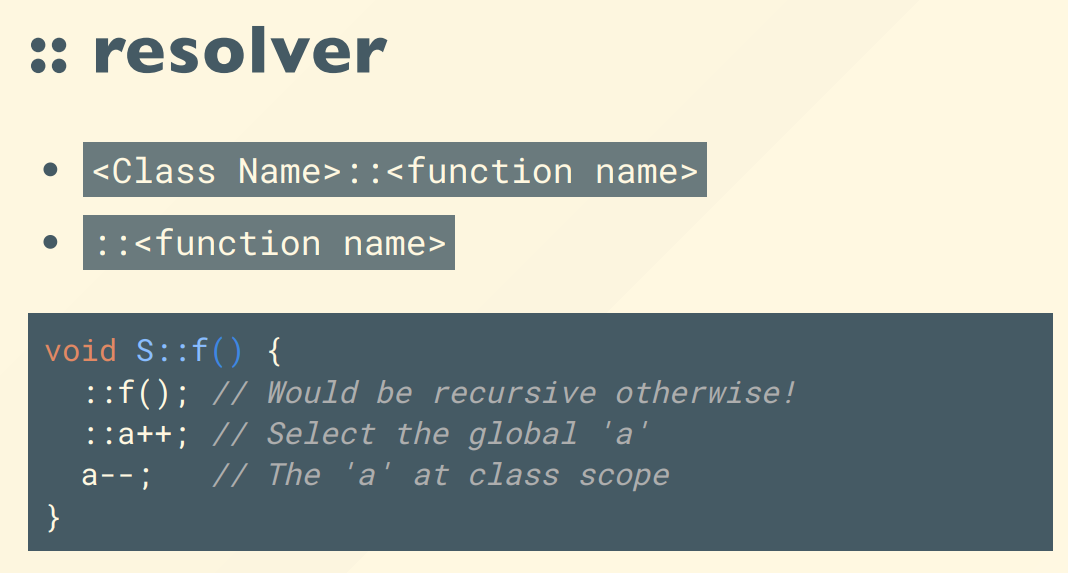 :: resolver
• <Class Name>::<function name>
• ::<function name>
void S::f() {
  ::f(); // Would be recursive otherwise!
  ::a++; // Select the global 'a'
  a--;   // The 'a' at class scope
}